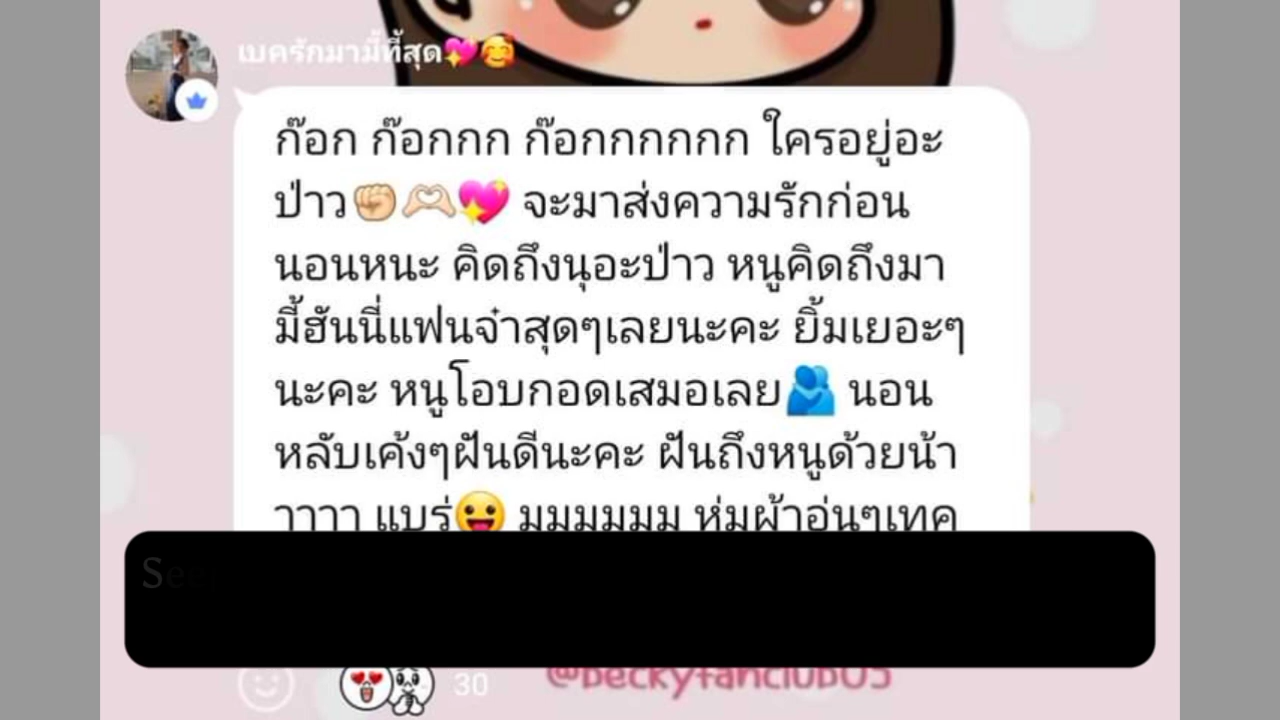 เบครักมามี้ที่สุด💖🥰
ก๊อก ก๊อกกก ก๊อกกกกกกก ใครอยู่อะ
ป่าว✊🏻🫶🏻💖 จะมาส่งความรักก่อน
นอนหนะ คิดถึงนุอะป่าว หนูคิดถึงมา
มี้ฮันนี่แฟนจ๋าสุดๆเลยนะคะ ยิ้มเยอะๆ
นะคะ หนูโอบกอดเสมอเลย🫂 นอน
หลับเค้งๆฝันดีนะคะ ฝันถึงหนูด้วยน้า
าาาา แบร่😛 มมมมมม ห่มผ้าอุ่นๆเทค
30
@beckyfanclub05